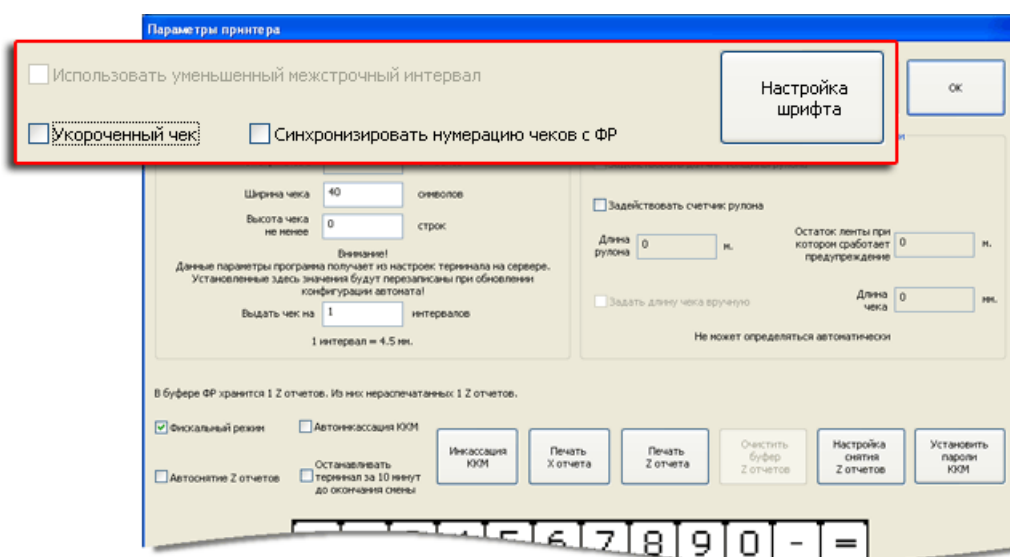 Параметры принтера
Использовать уменьшенный межстрочный интервал
Настройка
шрифта
ОК
Укороченный чек
Синхронизировать нумерацию чеков с ФР
Ширина чека 40 символов
Высота чека
не менее 0 строк
Внимание!
Данные параметры программа получает из настроек терминала на сервере.
Установленные здесь значения будут перезаписаны при обновлении
конфигурации автомата!
Выдать чек на 1 интервалов
1 интервал = 4.5 мм.
Задействовать счетчик рулона
Длина
рулона 0 м.
Остаток ленты при
котором сработает
предупреждение 0 м.
Задать длину чека вручную
Длина
чека 0 мм.
Не может определяться автоматически
В буфере ФР хранится 1 Z отчетов. Из них нераспечатанных 1 Z отчетов.
Фискальный режим
Автоинкассация ККМ
Автоснятие Z отчетов
Останавливать
терминал за 10 минут
до окончания смены
Инкассация
ККМ
Печать
X отчета
Печать
Z отчета
Очистить
буфер
Z отчетов
Настройка
снятия
Z отчетов
Установить
пароли
ККМ
4 5 6 7 8 9 0 - =